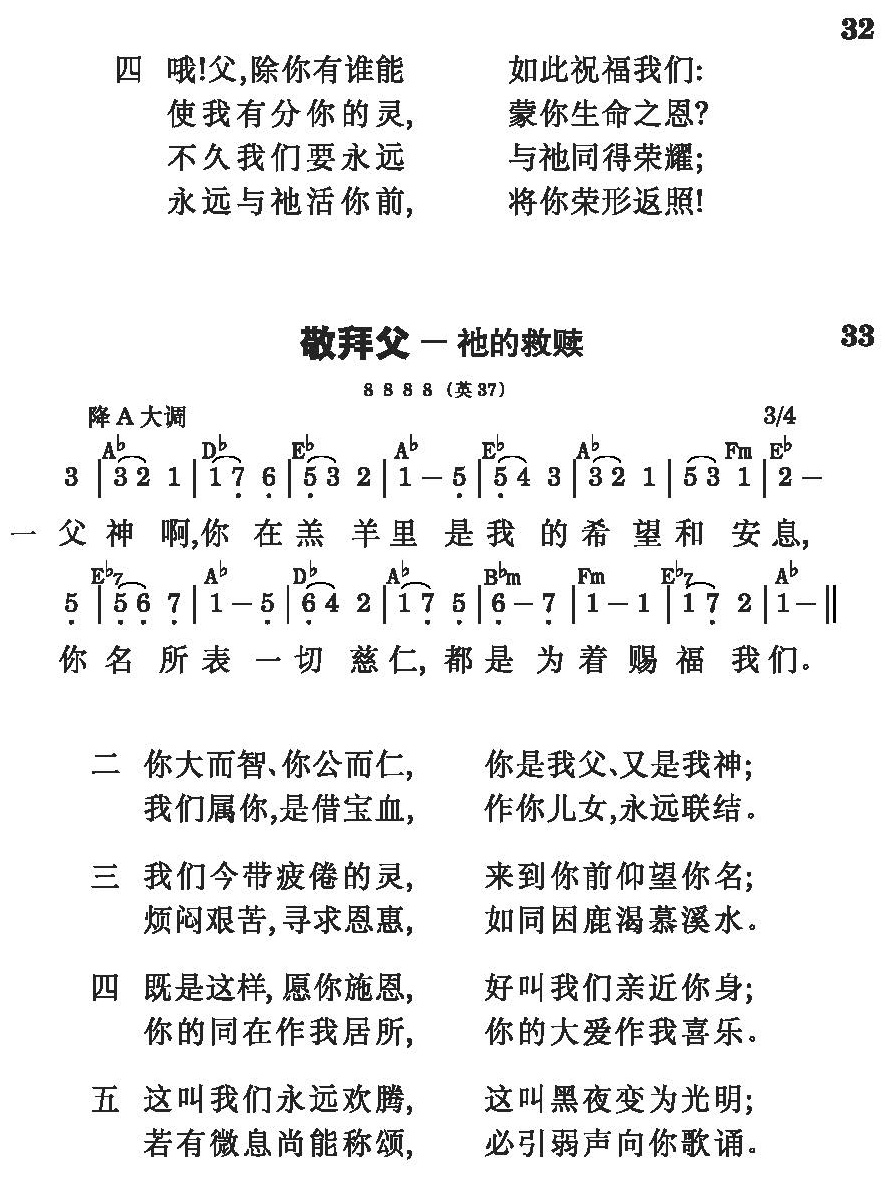 32
四 哦!父,除你有谁能 如此祝福我们:
使我有分你的灵, 蒙你生命之恩?
不久我们要永远 与祂同得荣耀;
永远与祂活你前, 将你荣形返照!
敬拜父－祂的救赎 33
8 8 8 8 (英37)
降A大调 3/4
A♭ D♭ E♭ A♭ E♭ A♭ Fm E♭
3 | 3 2 1 | 1 7̣ 6̣ | 5̣ 3 2 | 1 － 5̣ | 5̣ 4 3 | 3 2 1 | 5 3 1 | 2 －
一 父神啊,你在羔羊里是我的希望和安息,
E♭7 A♭ D♭ A♭ B♭m Fm E♭7 A♭
5̣ | 5̣ 6̣ 7̣ | 1 － 5̣ | 6̣ 4 2 | 1 7̣ 5̣ | 6̣ － 7̣ | 1 － 1 | 1 7̣ 2 | 1 － ‖
你名所表一切慈仁,都是为着赐福我们。
二 你大而智、你公而仁, 你是我父、又是我神;
我们属你,是借宝血, 作你儿女,永远联结。
三 我们今带疲倦的灵, 来到你前仰望你名;
烦闷艰苦,寻求恩惠, 如同困鹿渴慕溪水。
四 既是这样,愿你施恩, 好叫我们亲近你身;
你的同在作我居所, 你的大爱作我喜乐。
五 这叫我们永远欢腾, 这叫黑夜变为光明;
若有微息尚能称颂, 必引弱声向你歌诵。